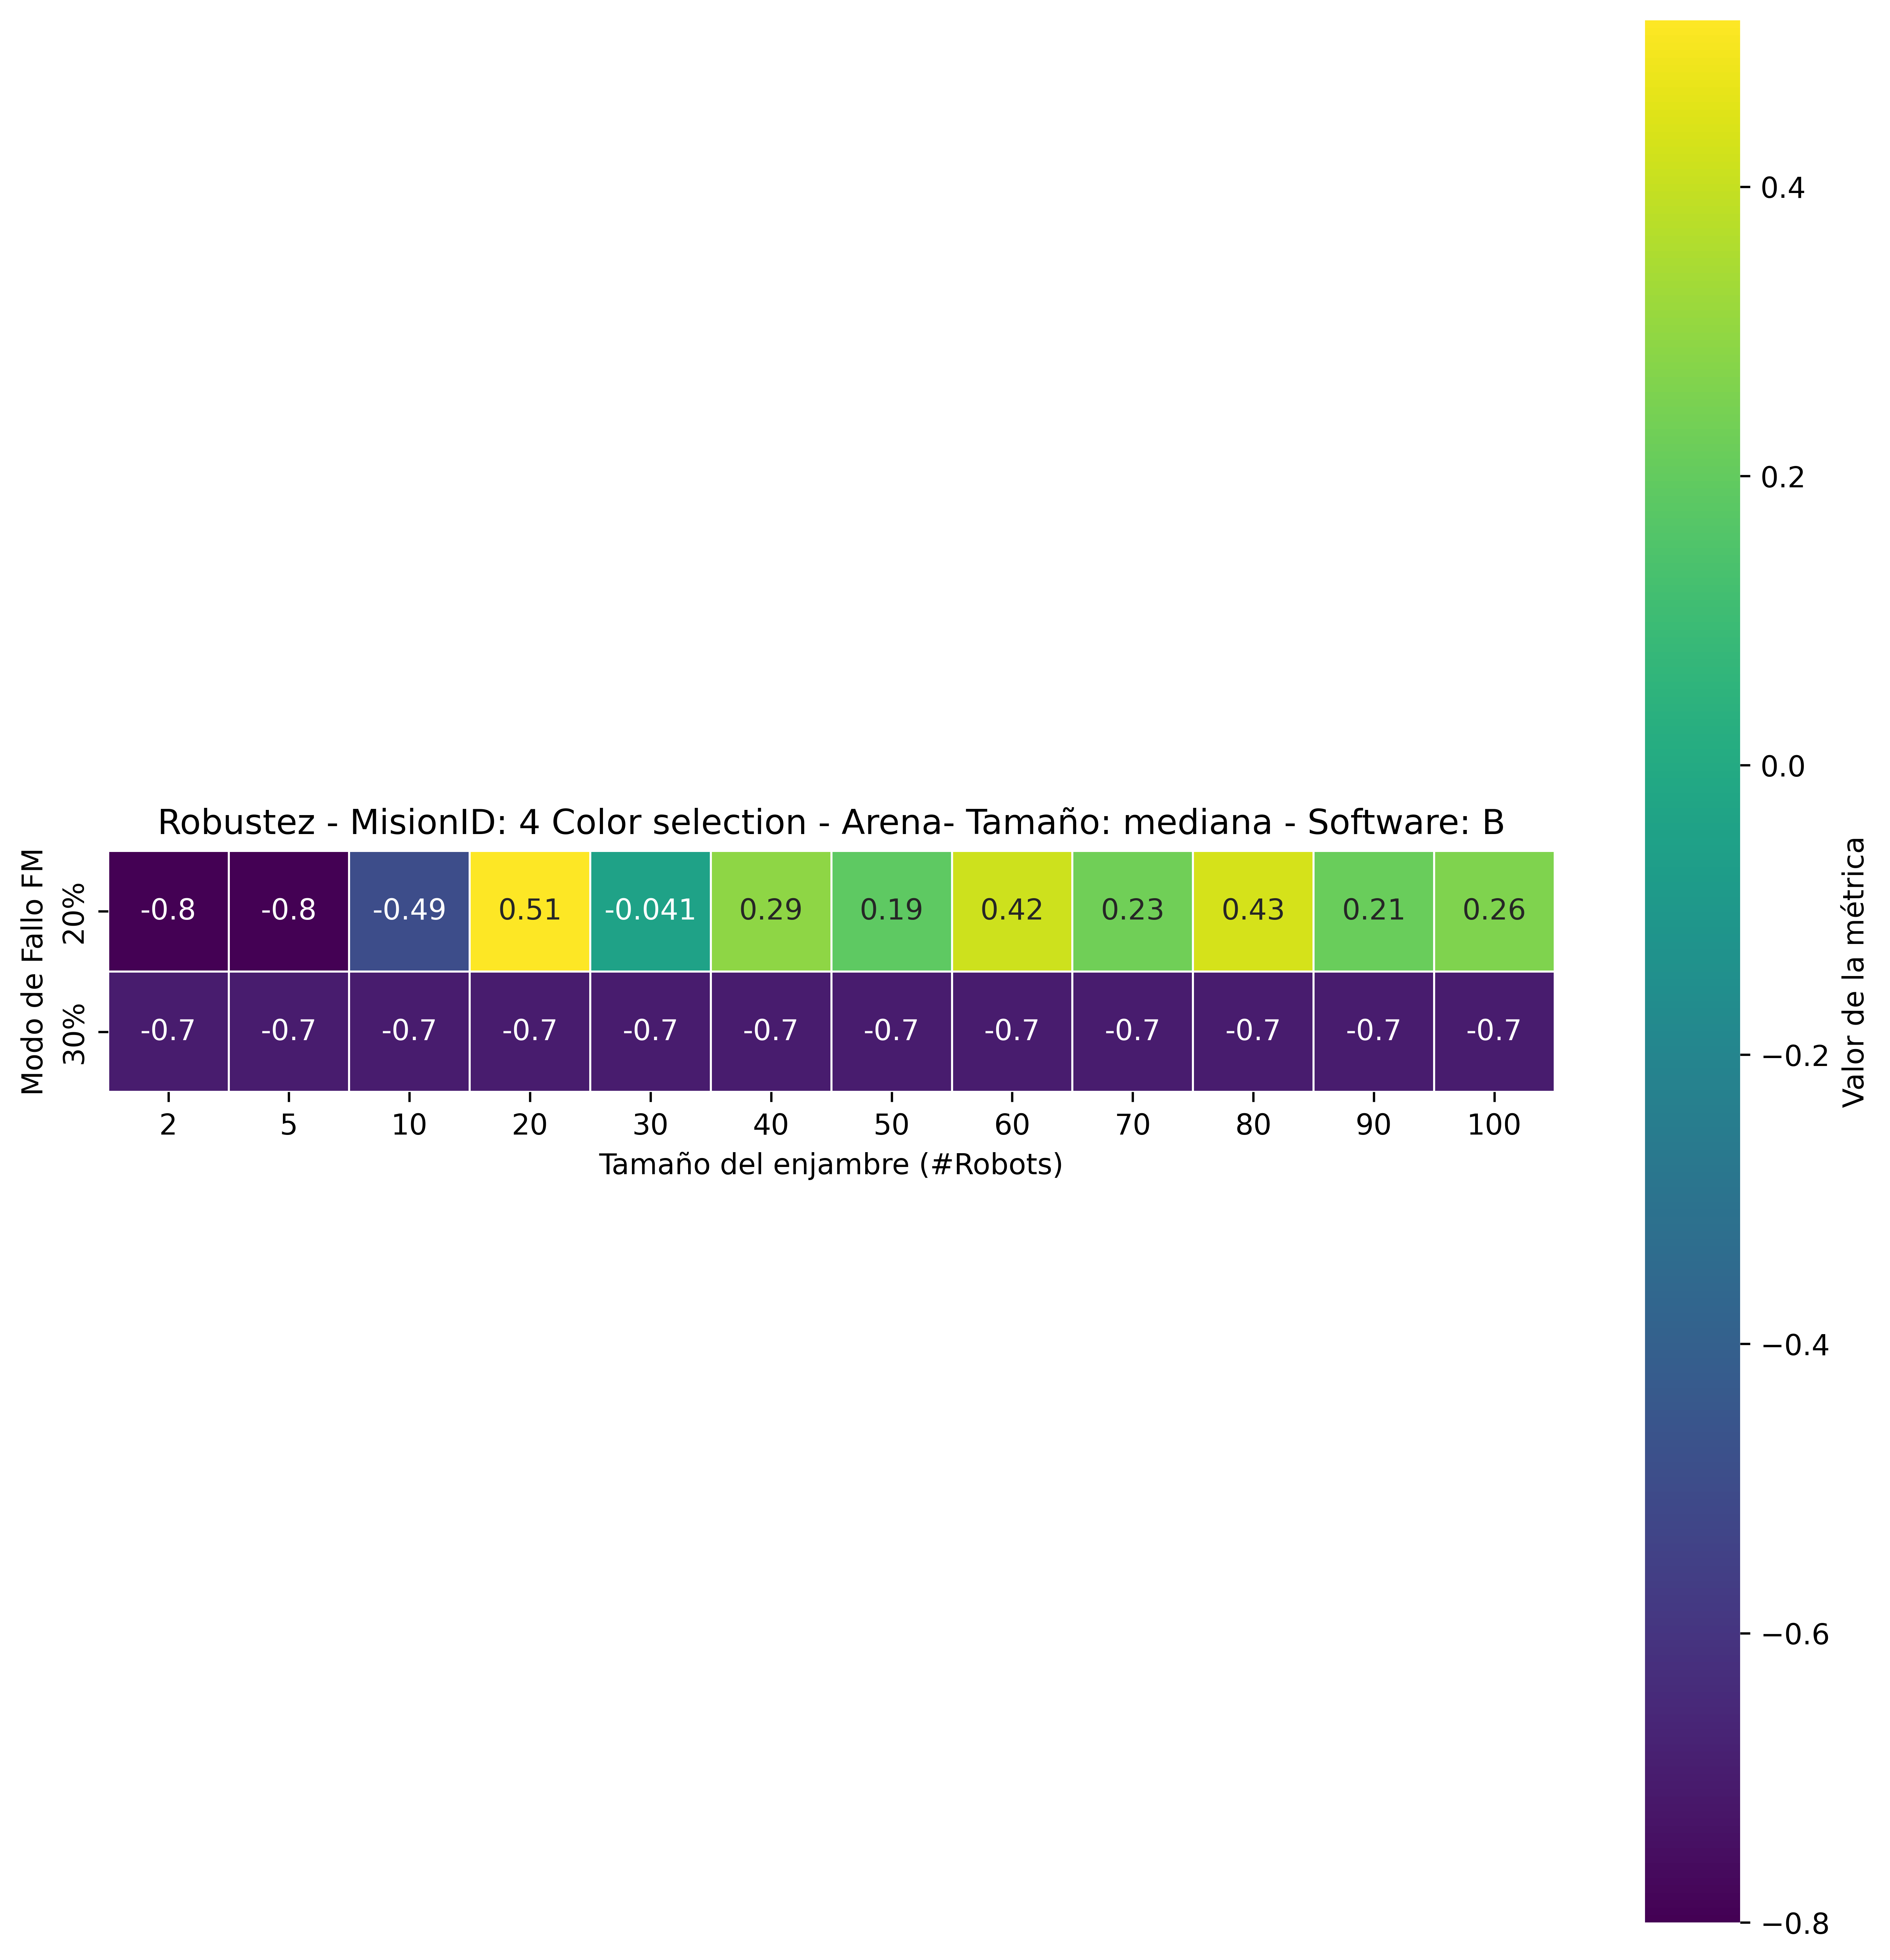 Robustez - MisionID: 4 Color selection - Arena- Tamaño: mediana - Software: B
Modo de Fallo FM
20%
-0.8 -0.8 -0.49 0.51 -0.041 0.29 0.19 0.42 0.23 0.43 0.21 0.26
30%
-0.7 -0.7 -0.7 -0.7 -0.7 -0.7 -0.7 -0.7 -0.7 -0.7 -0.7 -0.7
2 5 10 20 30 40 50 60 70 80 90 100
Tamaño del enjambre (#Robots)
0.4
0.2
0.0
−0.2
−0.4
−0.6
−0.8
Valor de la métrica